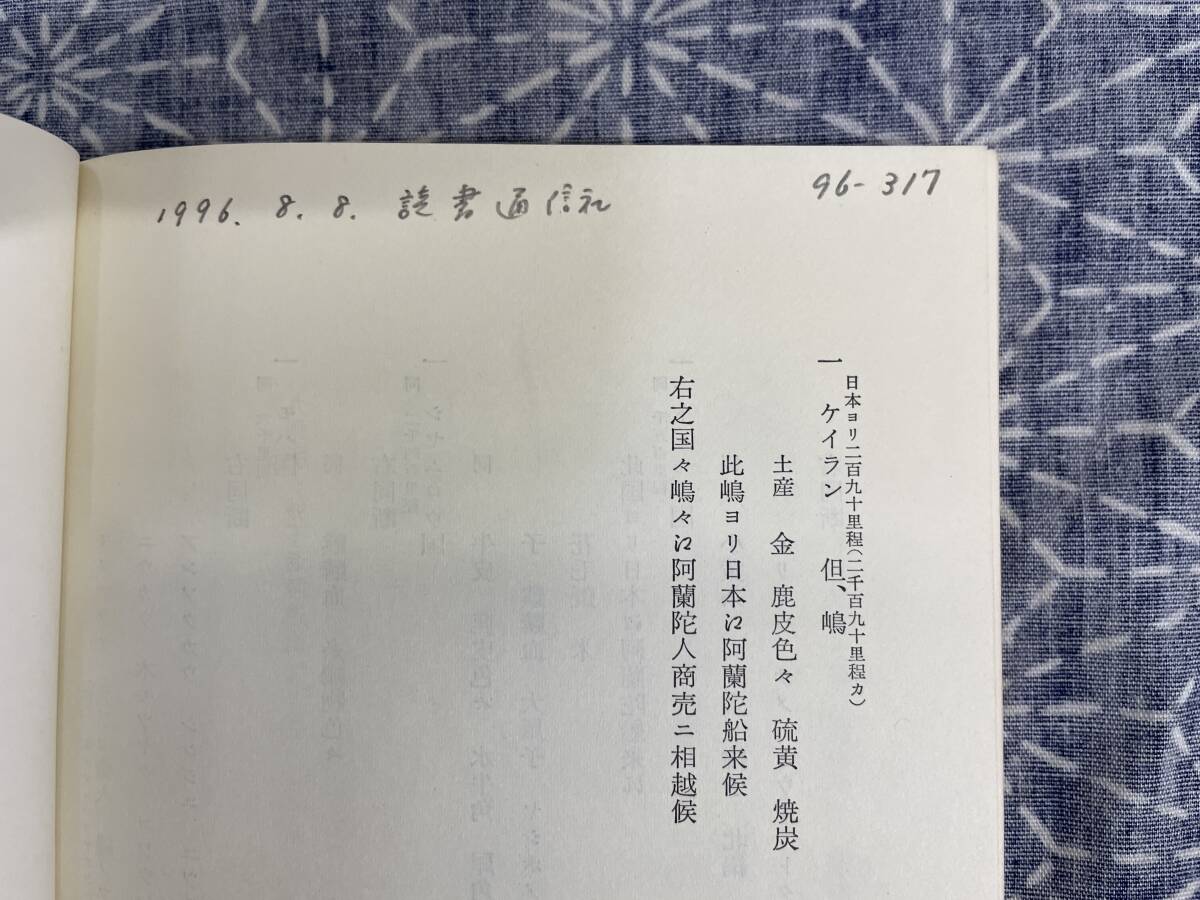 1996. 8. 8. 読書通信社
96-317
日本ヨリ二百九十里程(二千百九十里程カ)
一 ケイラン 但、嶋
土産 金 鹿皮色々 硫黄 焼炭
此嶋ヨリ日本江阿蘭陀船来候
右之国々嶋々江阿蘭陀人商売ニ相越候